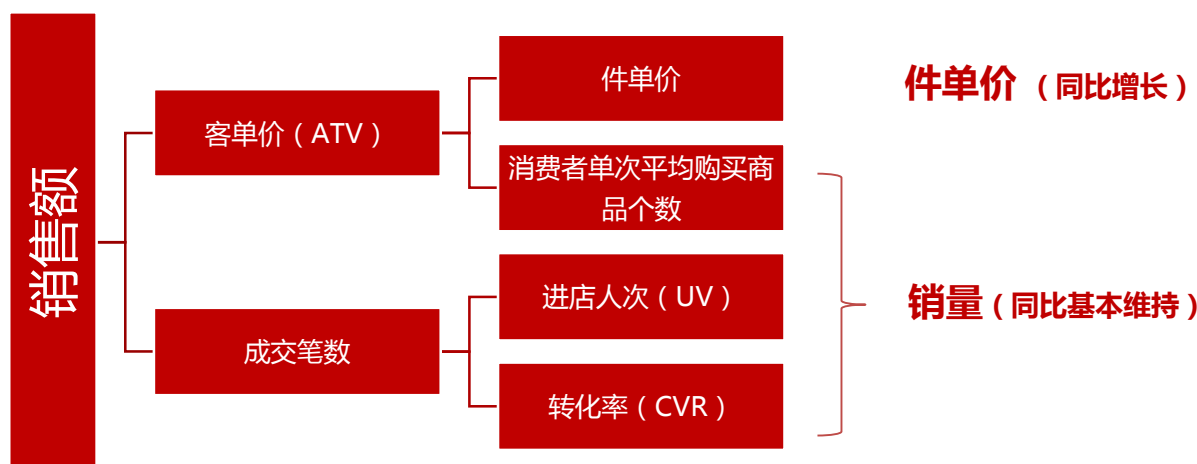 销售额
客单价（ATV）
成交笔数
件单价
消费者单次平均购买商
品个数
进店人次（UV）
转化率（CVR）
件单价（同比增长）
销量（同比基本维持）